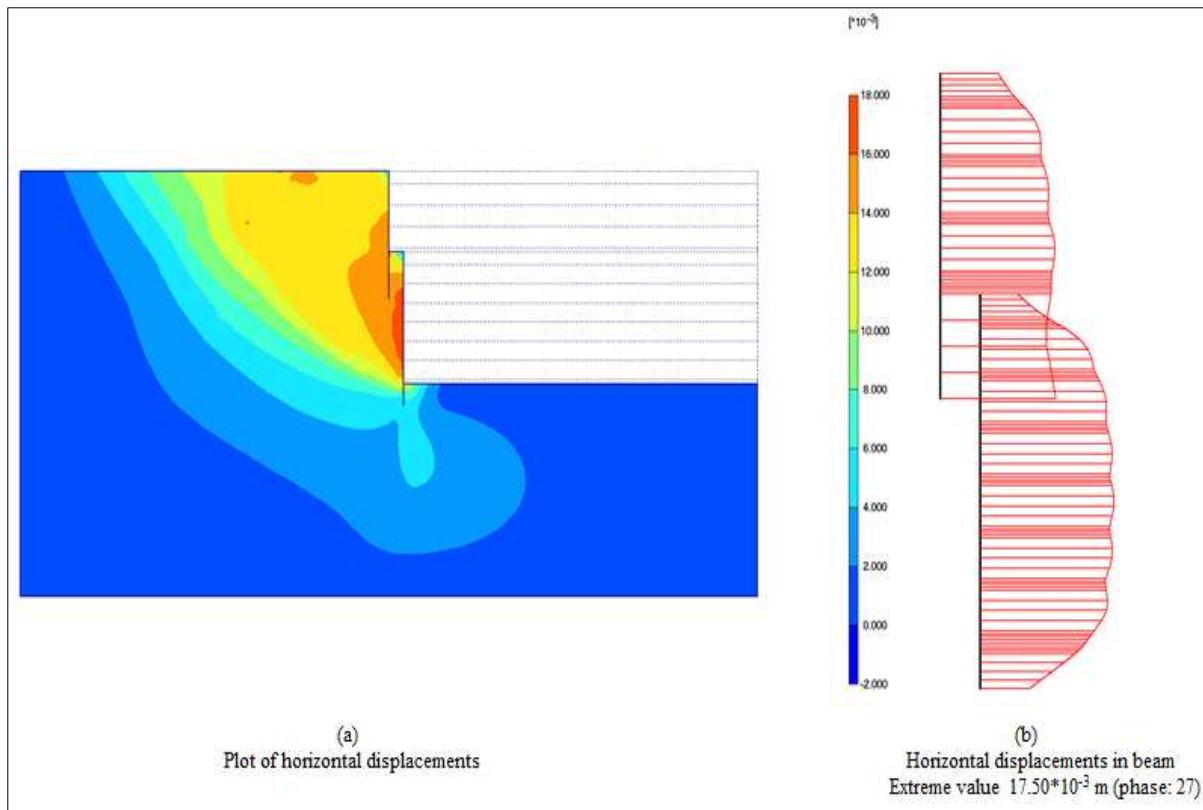 [*10⁻³]
18.000
16.000
14.000
12.000
10.000
8.000
6.000
4.000
2.000
0.000
-2.000
(a)
Plot of horizontal displacements
(b)
Horizontal displacements in beam
Extreme value 17.50*10⁻³ m (phase: 27)